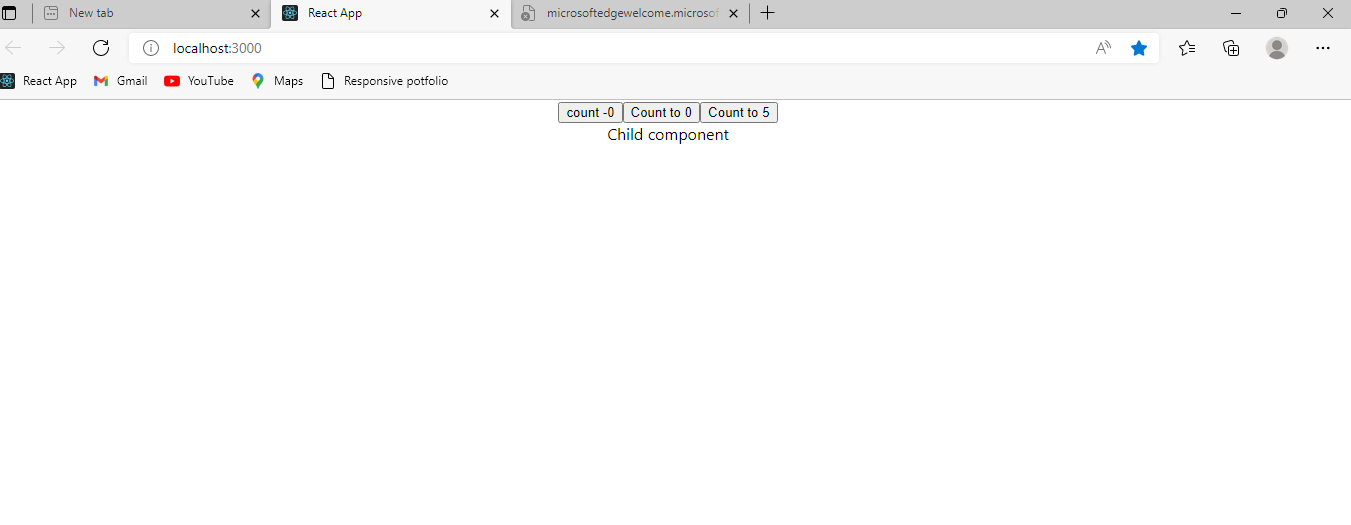 New tab
React App
microsoftedgewelcome.microsof
localhost:3000
React App Gmail YouTube Maps Responsive potfolio
count -0 Count to 0 Count to 5
Child component